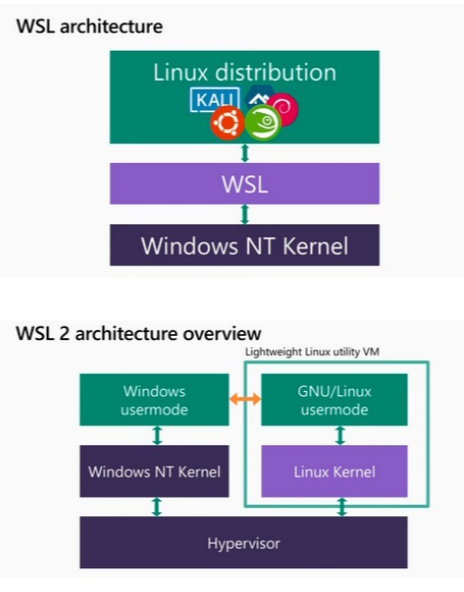 WSL architecture
Linux distribution
KALI
WSL
Windows NT Kernel
WSL 2 architecture overview
Lightweight Linux utility VM
Windows
usermode
GNU/Linux
usermode
Windows NT Kernel
Linux Kernel
Hypervisor